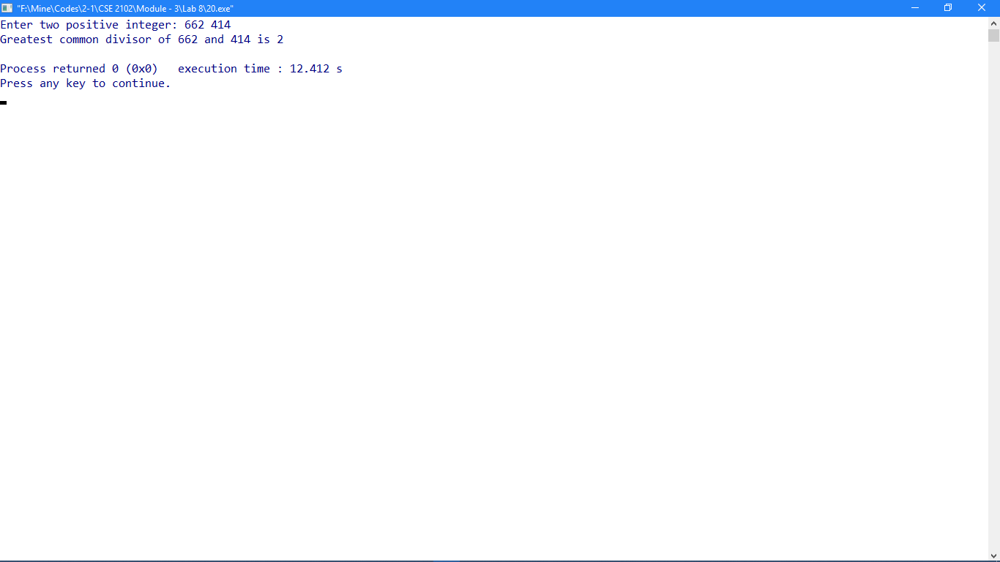 "F:\Mine\Codes\2-1\CSE 2102\Module - 3\Lab 8\20.exe"
Enter two positive integer: 662 414
Greatest common divisor of 662 and 414 is 2
Process returned 0 (0x0)   execution time : 12.412 s
Press any key to continue.